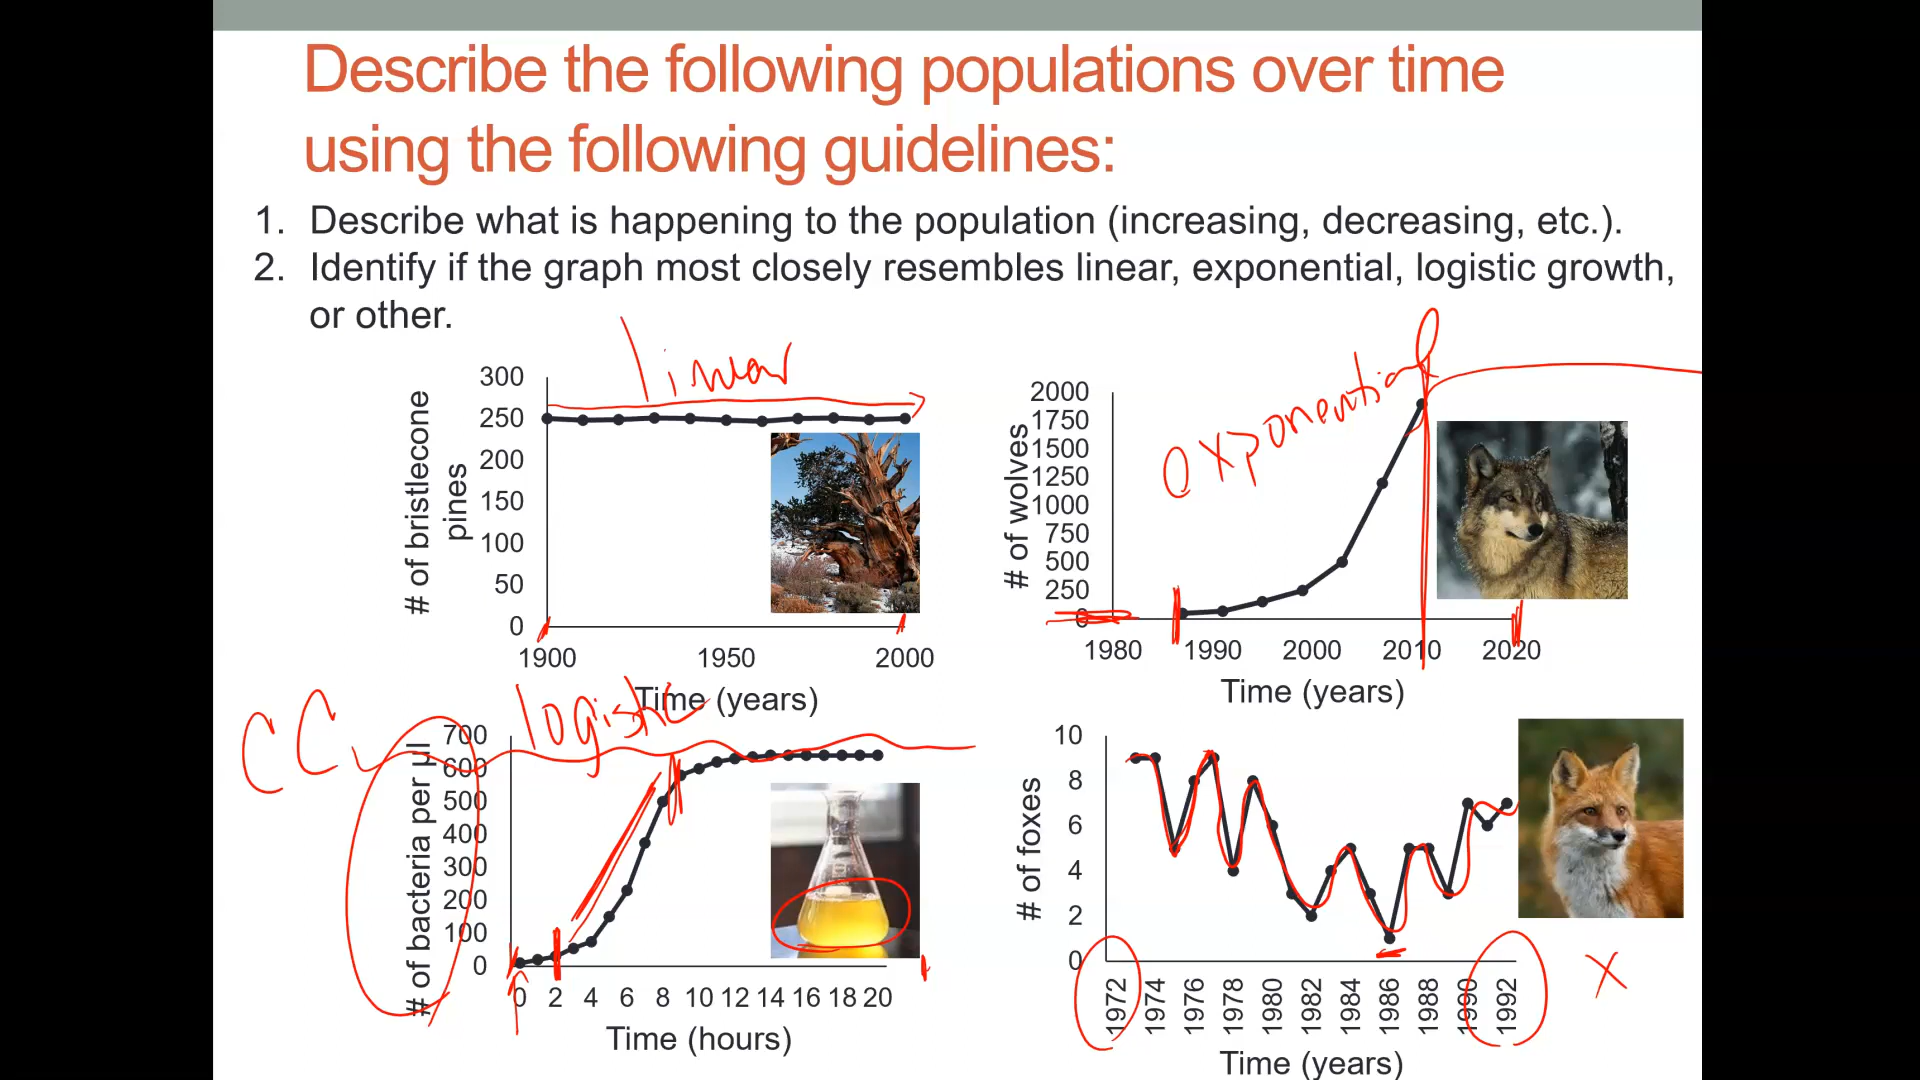 Describe the following populations over time
using the following guidelines:
1. Describe what is happening to the population (increasing, decreasing, etc.).
2. Identify if the graph most closely resembles linear, exponential, logistic growth,
or other.
linear
# of bristlecone
pines
300
250
200
150
100
50
0
1900 1950 2000
Time (years)
exponential
# of wolves
2000
1750
1500
1250
1000
750
500
250
0
1980 1990 2000 2010 2020
Time (years)
CC
logistic
# of bacteria per µl
700
600
500
400
300
200
100
0
0 2 4 6 8 10 12 14 16 18 20
Time (hours)
# of foxes
10
8
6
4
2
0
1972 1974 1976 1978 1980 1982 1984 1986 1988 1990 1992
X
Time (years)